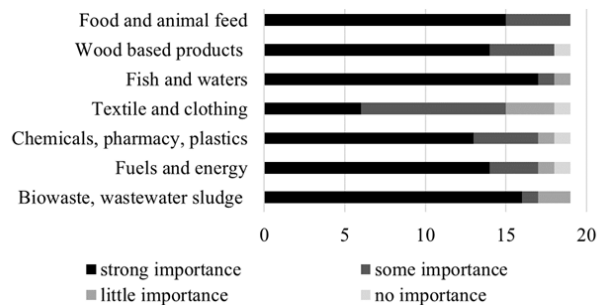 Food and animal feed
Wood based products
Fish and waters
Textile and clothing
Chemicals, pharmacy, plastics
Fuels and energy
Biowaste, wastewater sludge
0 5 10 15 20
strong importance some importance
little importance no importance